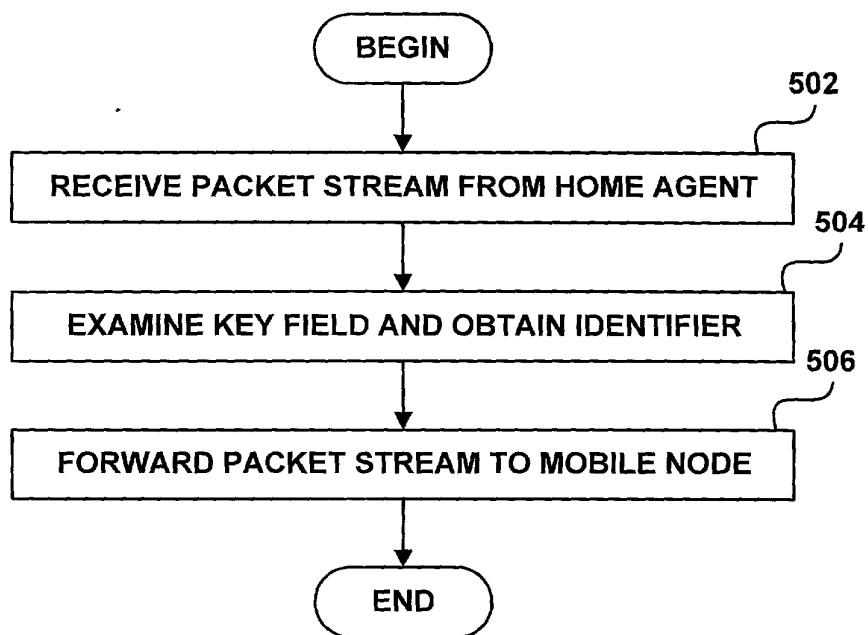 BEGIN
502
RECEIVE PACKET STREAM FROM HOME AGENT
504
EXAMINE KEY FIELD AND OBTAIN IDENTIFIER
506
FORWARD PACKET STREAM TO MOBILE NODE
END